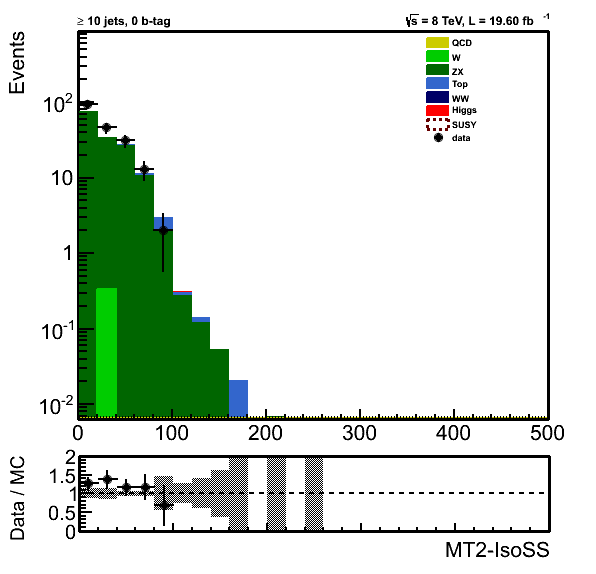 ≥ 10 jets, 0 b-tag
√s = 8 TeV, L = 19.60 fb⁻¹
Events
QCD
W
ZX
Top
WW
Higgs
SUSY
data
10²
10
1
10⁻¹
10⁻²
0 100 200 300 400 500
Data / MC
2
1.5
1
0.5
0
MT2-IsoSS